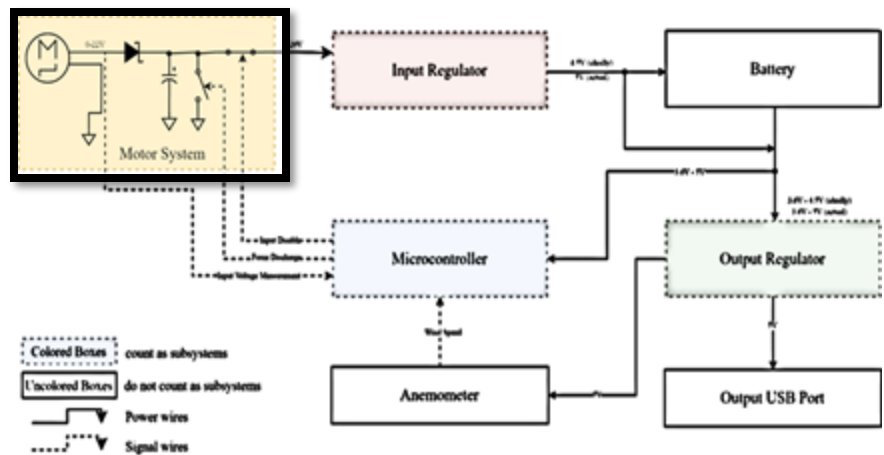 0-22V
Motor System
Input Regulator
Battery
Input Disable
Power Discharge
Input Voltage Measurement
Microcontroller
Output Regulator
Wind Speed
Anemometer
Output USB Port
Colored Boxes
count as subsystems
Uncolored Boxes
do not count as subsystems
Power wires
Signal wires